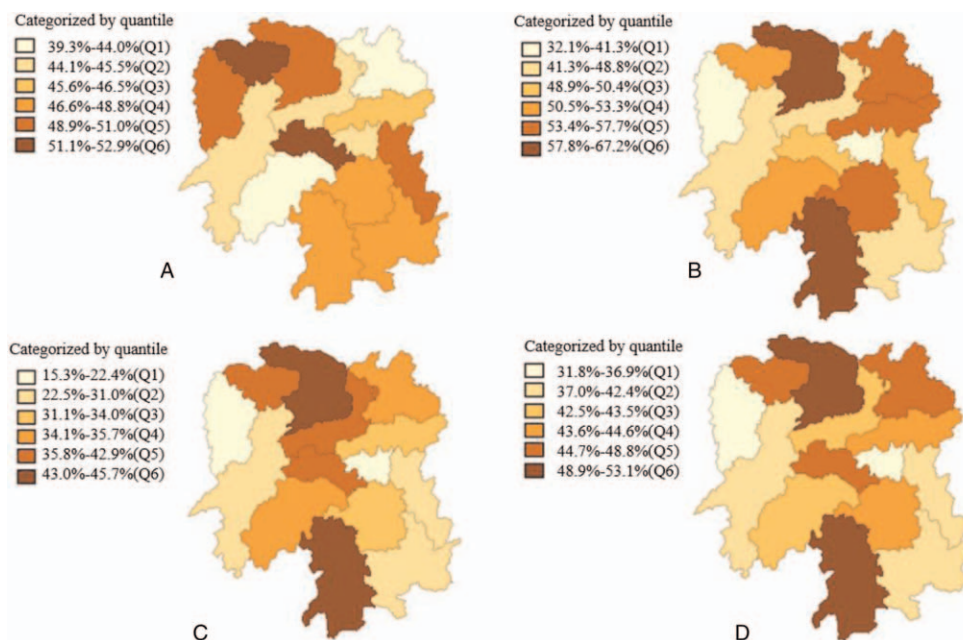 Categorized by quantile
39.3%-44.0%(Q1)
44.1%-45.5%(Q2)
45.6%-46.5%(Q3)
46.6%-48.8%(Q4)
48.9%-51.0%(Q5)
51.1%-52.9%(Q6)
A
Categorized by quantile
32.1%-41.3%(Q1)
41.3%-48.8%(Q2)
48.9%-50.4%(Q3)
50.5%-53.3%(Q4)
53.4%-57.7%(Q5)
57.8%-67.2%(Q6)
B
Categorized by quantile
15.3%-22.4%(Q1)
22.5%-31.0%(Q2)
31.1%-34.0%(Q3)
34.1%-35.7%(Q4)
35.8%-42.9%(Q5)
43.0%-45.7%(Q6)
C
Categorized by quantile
31.8%-36.9%(Q1)
37.0%-42.4%(Q2)
42.5%-43.5%(Q3)
43.6%-44.6%(Q4)
44.7%-48.8%(Q5)
48.9%-53.1%(Q6)
D